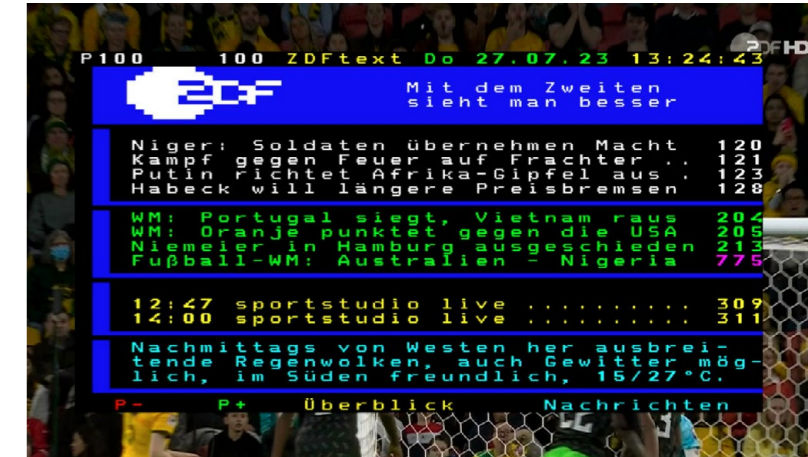 ZDFHD
P100 100 ZDFtext Do 27.07.23 13:24:43
ZDF
Mit dem Zweiten
sieht man besser
Niger: Soldaten übernehmen Macht 120
Kampf gegen Feuer auf Frachter .. 121
Putin richtet Afrika-Gipfel aus . 123
Habeck will längere Preisbremsen 128
WM: Portugal siegt, Vietnam raus 204
WM: Oranje punktet gegen die USA 205
Niemeier in Hamburg ausgeschieden 213
Fußball-WM: Australien - Nigeria 775
12:47 sportstudio live .......... 309
14:00 sportstudio live .......... 311
Nachmittags von Westen her ausbrei-
tende Regenwolken, auch Gewitter mög-
lich, im Süden freundlich, 15/27°C.
P- P+ Überblick Nachrichten
22